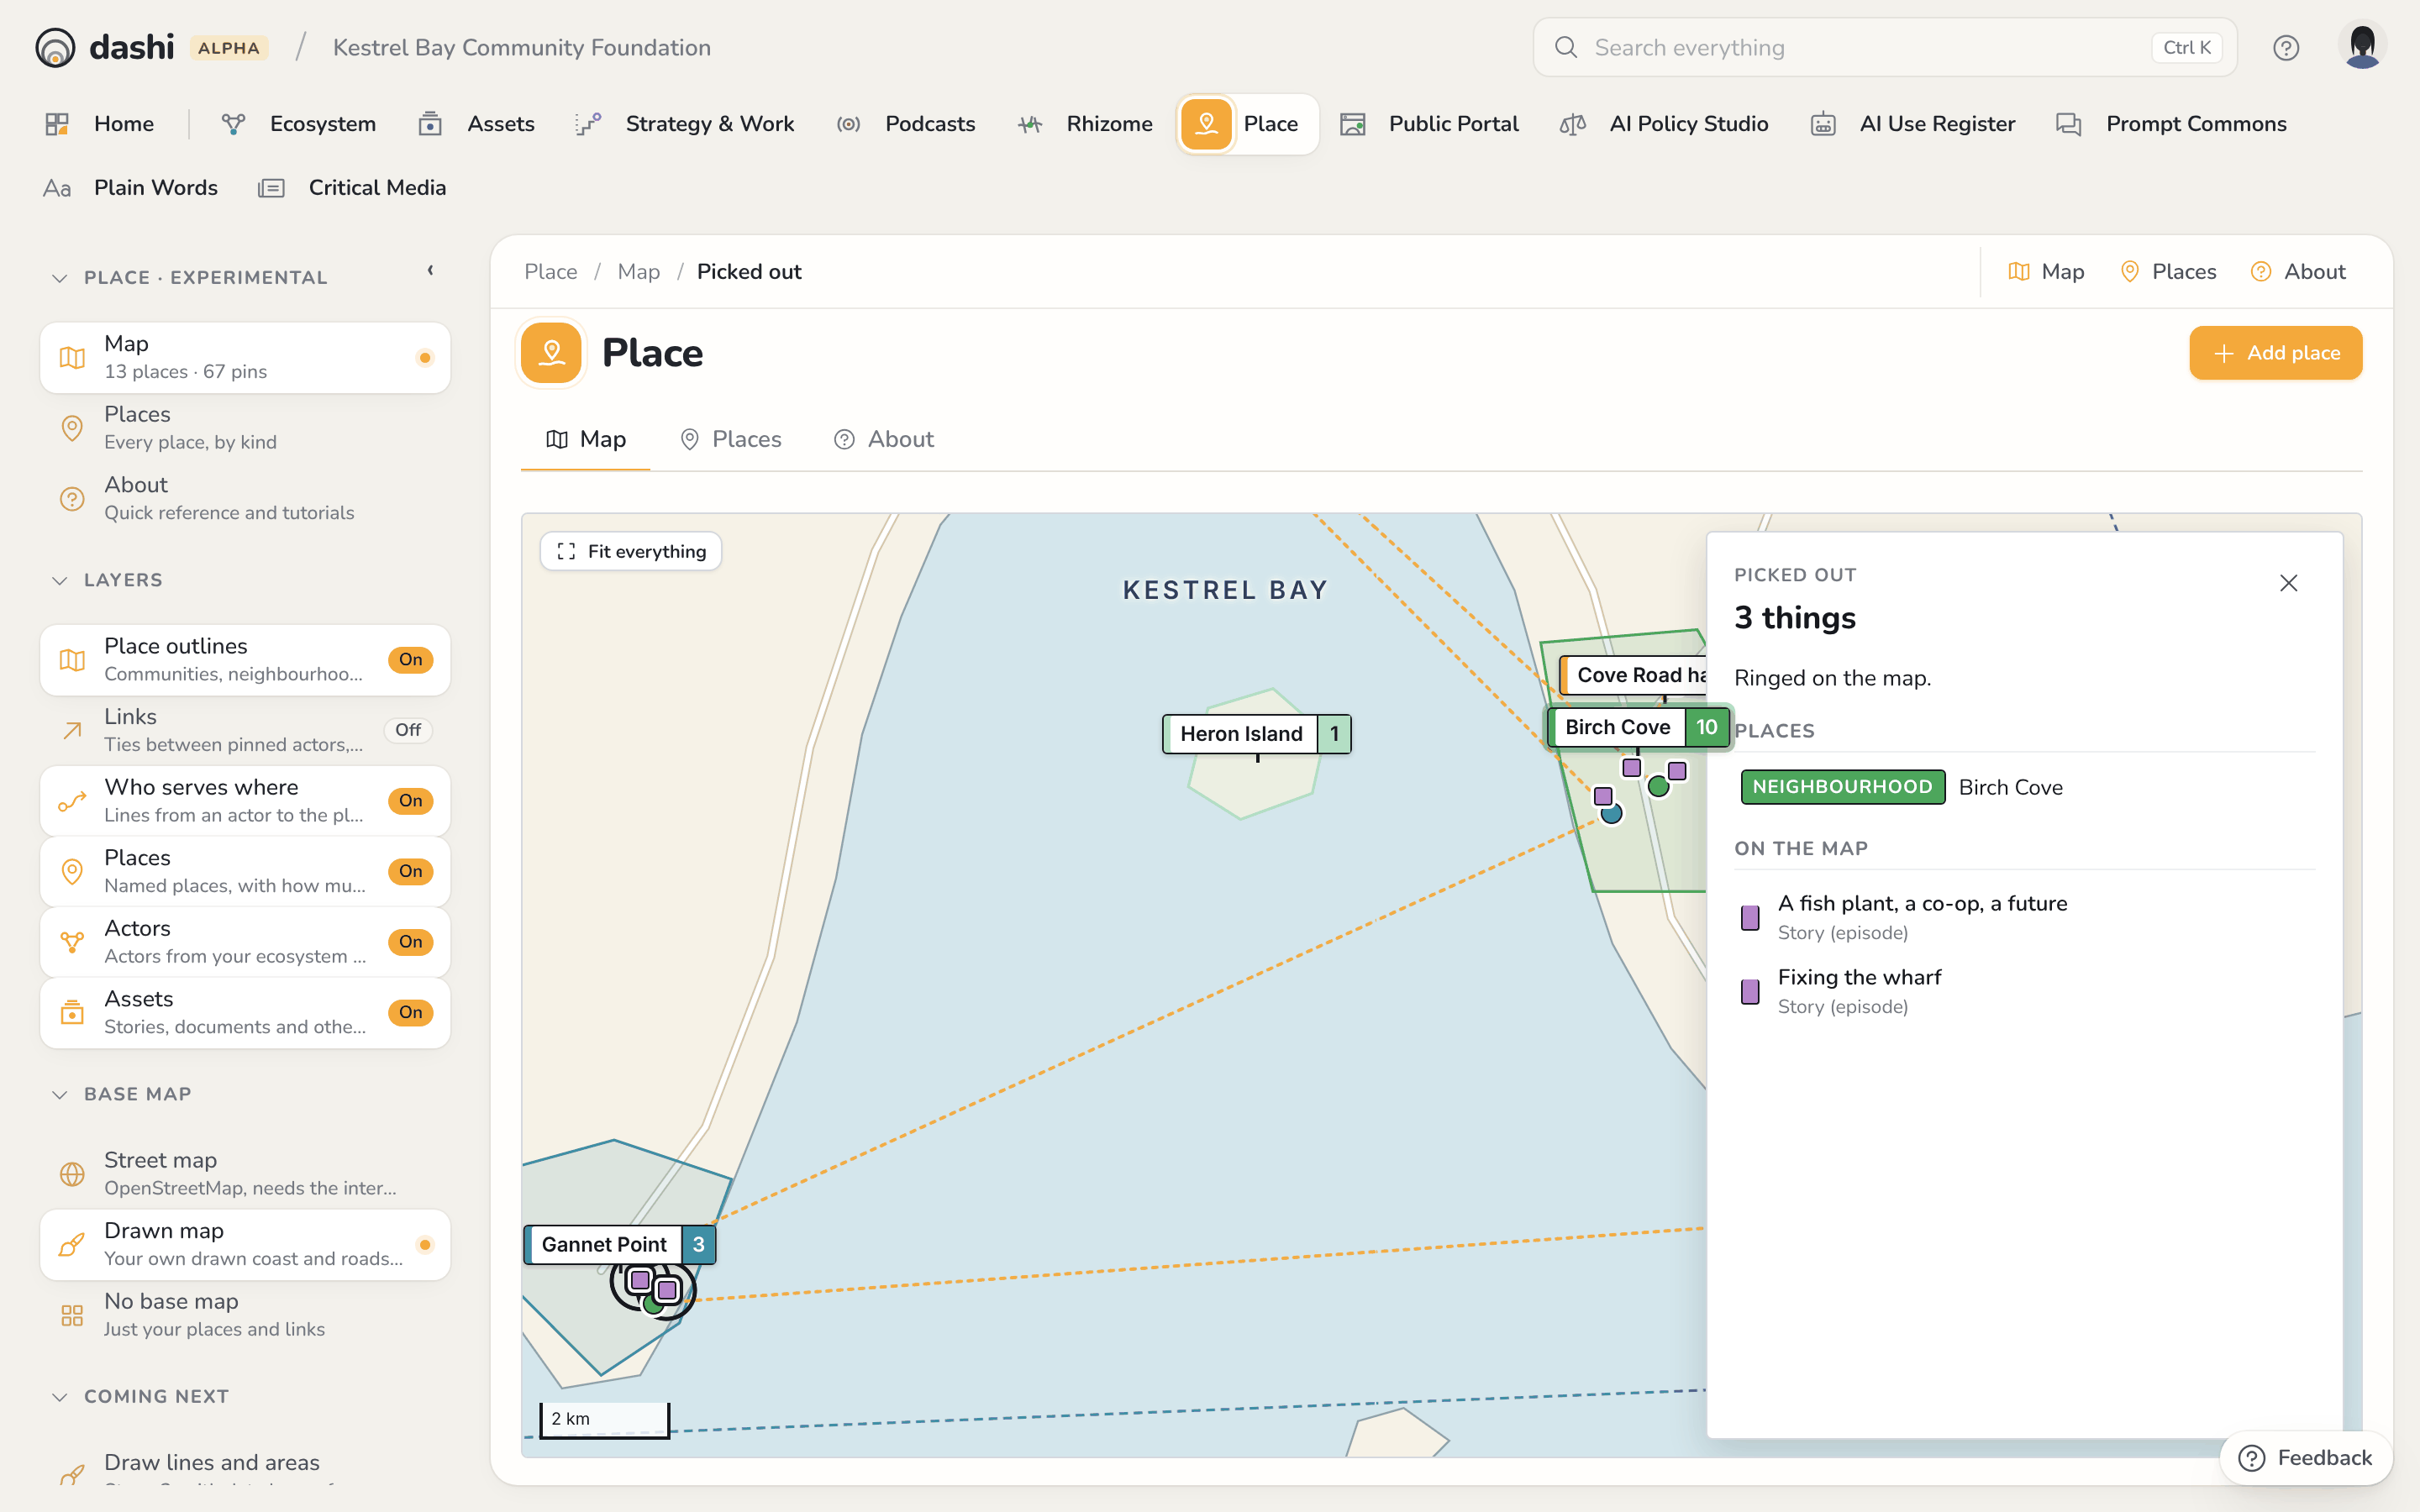 dashi ALPHA / Kestrel Bay Community Foundation
Search everything Ctrl K
Home Ecosystem Assets Strategy & Work Podcasts Rhizome Place Public Portal AI Policy Studio AI Use Register Prompt Commons
Aa Plain Words Critical Media
PLACE · EXPERIMENTAL
Map
13 places · 67 pins
Places
Every place, by kind
About
Quick reference and tutorials
LAYERS
Place outlines
Communities, neighbourhoo...
On
Links
Ties between pinned actors,...
Off
Who serves where
Lines from an actor to the pl...
On
Places
Named places, with how mu...
On
Actors
Actors from your ecosystem ...
On
Assets
Stories, documents and othe...
On
BASE MAP
Street map
OpenStreetMap, needs the inter...
Drawn map
Your own drawn coast and roads...
No base map
Just your places and links
COMING NEXT
Draw lines and areas
Place / Map / Picked out
Map Places About
Place
Add place
Map Places About
Fit everything
KESTREL BAY
Heron Island 1
Cove Road ha
Birch Cove 10
Gannet Point 3
2 km
PICKED OUT
3 things
Ringed on the map.
PLACES
NEIGHBOURHOOD Birch Cove
ON THE MAP
A fish plant, a co-op, a future
Story (episode)
Fixing the wharf
Story (episode)
Feedback